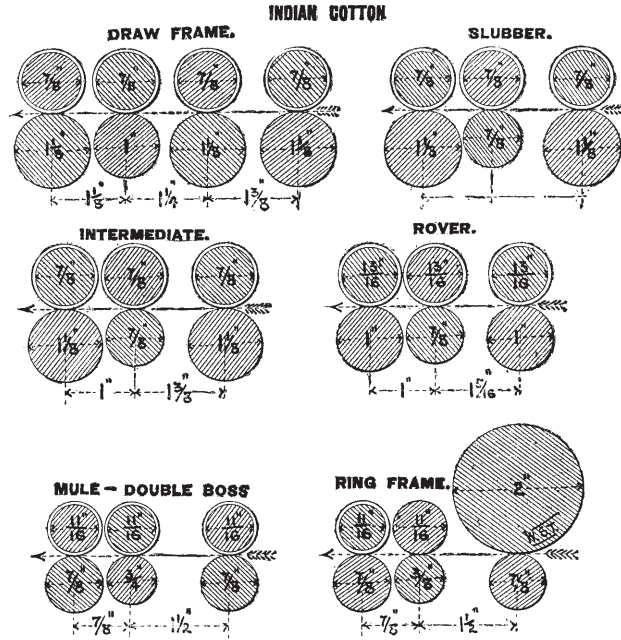 INDIAN COTTON
DRAW FRAME. SLUBBER.
7/8" 7/8" 7/8" 7/8" 7/8" 7/8" 7/8"
1 1/8" 1" 1 1/8" 1 1/8" 1 1/8" 7/8" 1 1/8"
1 1/8" 1 1/4" 1 3/8"
INTERMEDIATE. ROVER.
7/8" 7/8" 7/8" 13/16" 13/16" 13/16"
1 1/8" 7/8" 1 1/8" 1" 7/8" 1"
1" 1 3/8" 1" 1 5/16"
MULE – DOUBLE BOSS RING FRAME.
2"
11/16" 11/16" 11/16" 11/16" 11/16" W.S.T.
7/8" 3/4" 7/8" 7/8" 7/8"
7/8" 1 1/2" 7/8" 1 1/2"